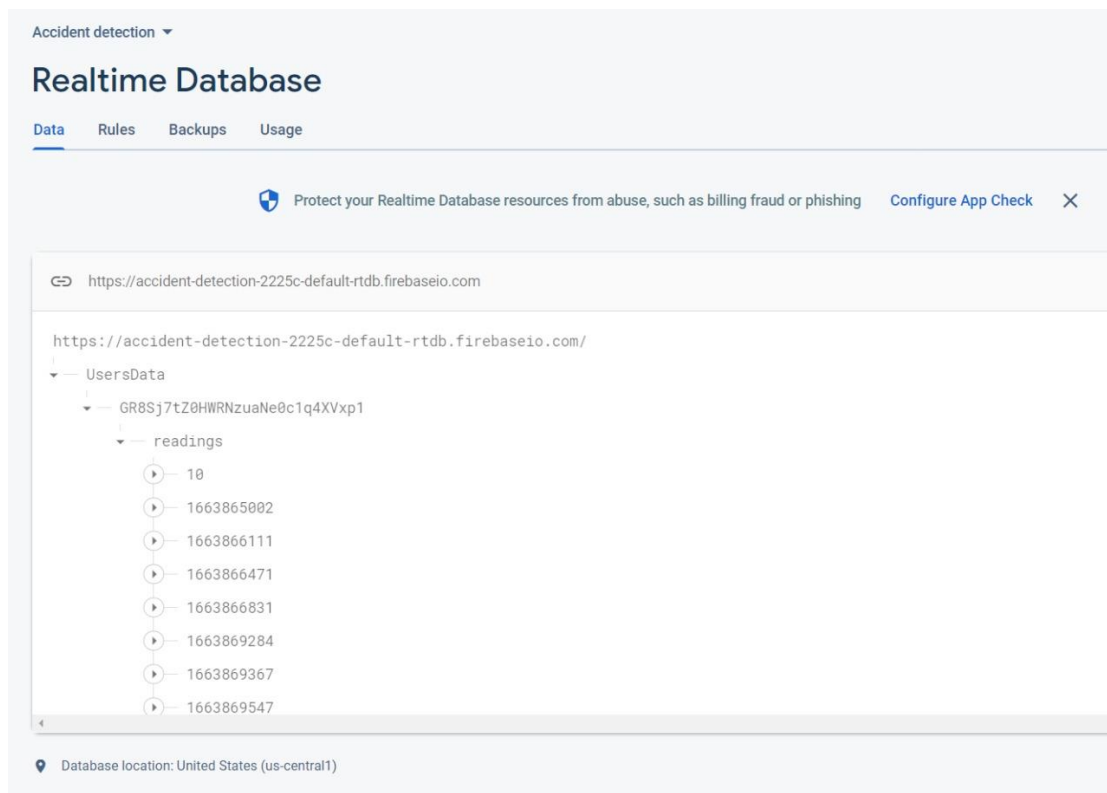 Accident detection
Realtime Database
Data Rules Backups Usage
Protect your Realtime Database resources from abuse, such as billing fraud or phishing Configure App Check
https://accident-detection-2225c-default-rtdb.firebaseio.com
https://accident-detection-2225c-default-rtdb.firebaseio.com/
UsersData
GR8Sj7tZ0HWRNzuaNe0c1q4XVxp1
readings
10
1663865002
1663866111
1663866471
1663866831
1663869284
1663869367
1663869547
Database location: United States (us-central1)